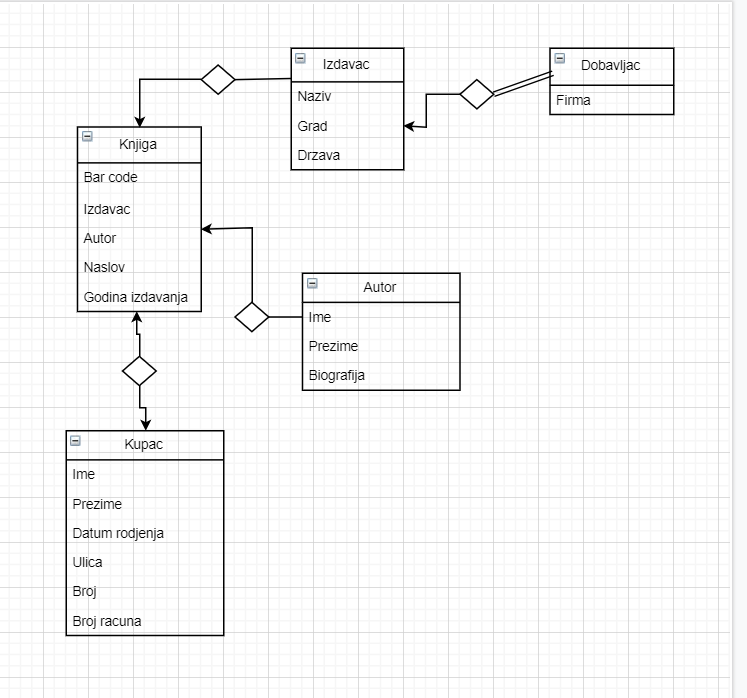 Izdavac
Naziv
Grad
Drzava
Dobavljac
Firma
Knjiga
Bar code
Izdavac
Autor
Naslov
Godina izdavanja
Autor
Ime
Prezime
Biografija
Kupac
Ime
Prezime
Datum rodjenja
Ulica
Broj
Broj racuna